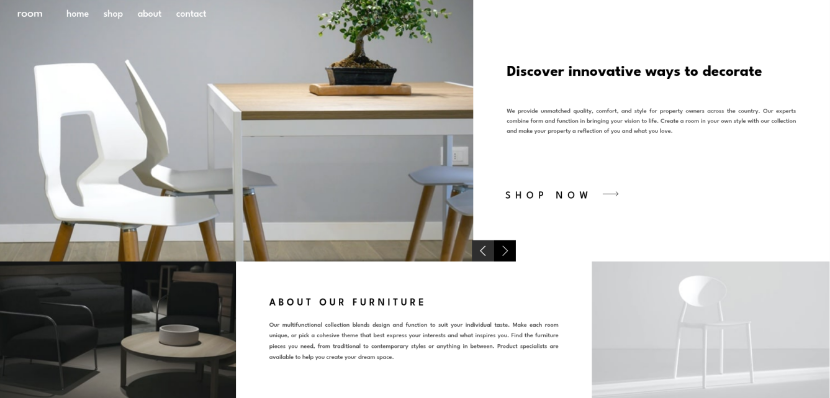 room home shop about contact
Discover innovative ways to decorate
We provide unmatched quality, comfort, and style for property owners across the country. Our experts
combine form and function in bringing your vision to life. Create a room in your own style with our collection
and make your property a reflection of you and what you love.
SHOP NOW
ABOUT OUR FURNITURE
Our multifunctional collection blends design and function to suit your individual taste. Make each room
unique, or pick a cohesive theme that best express your interests and what inspires you. Find the furniture
pieces you need, from traditional to contemporary styles or anything in between. Product specialists are
available to help you create your dream space.